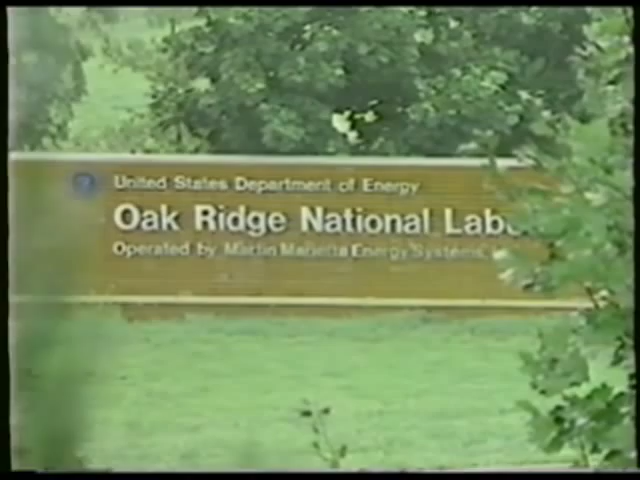 United States Department of Energy
Oak Ridge National Labo
Operated by Martin Marietta Energy Systems,